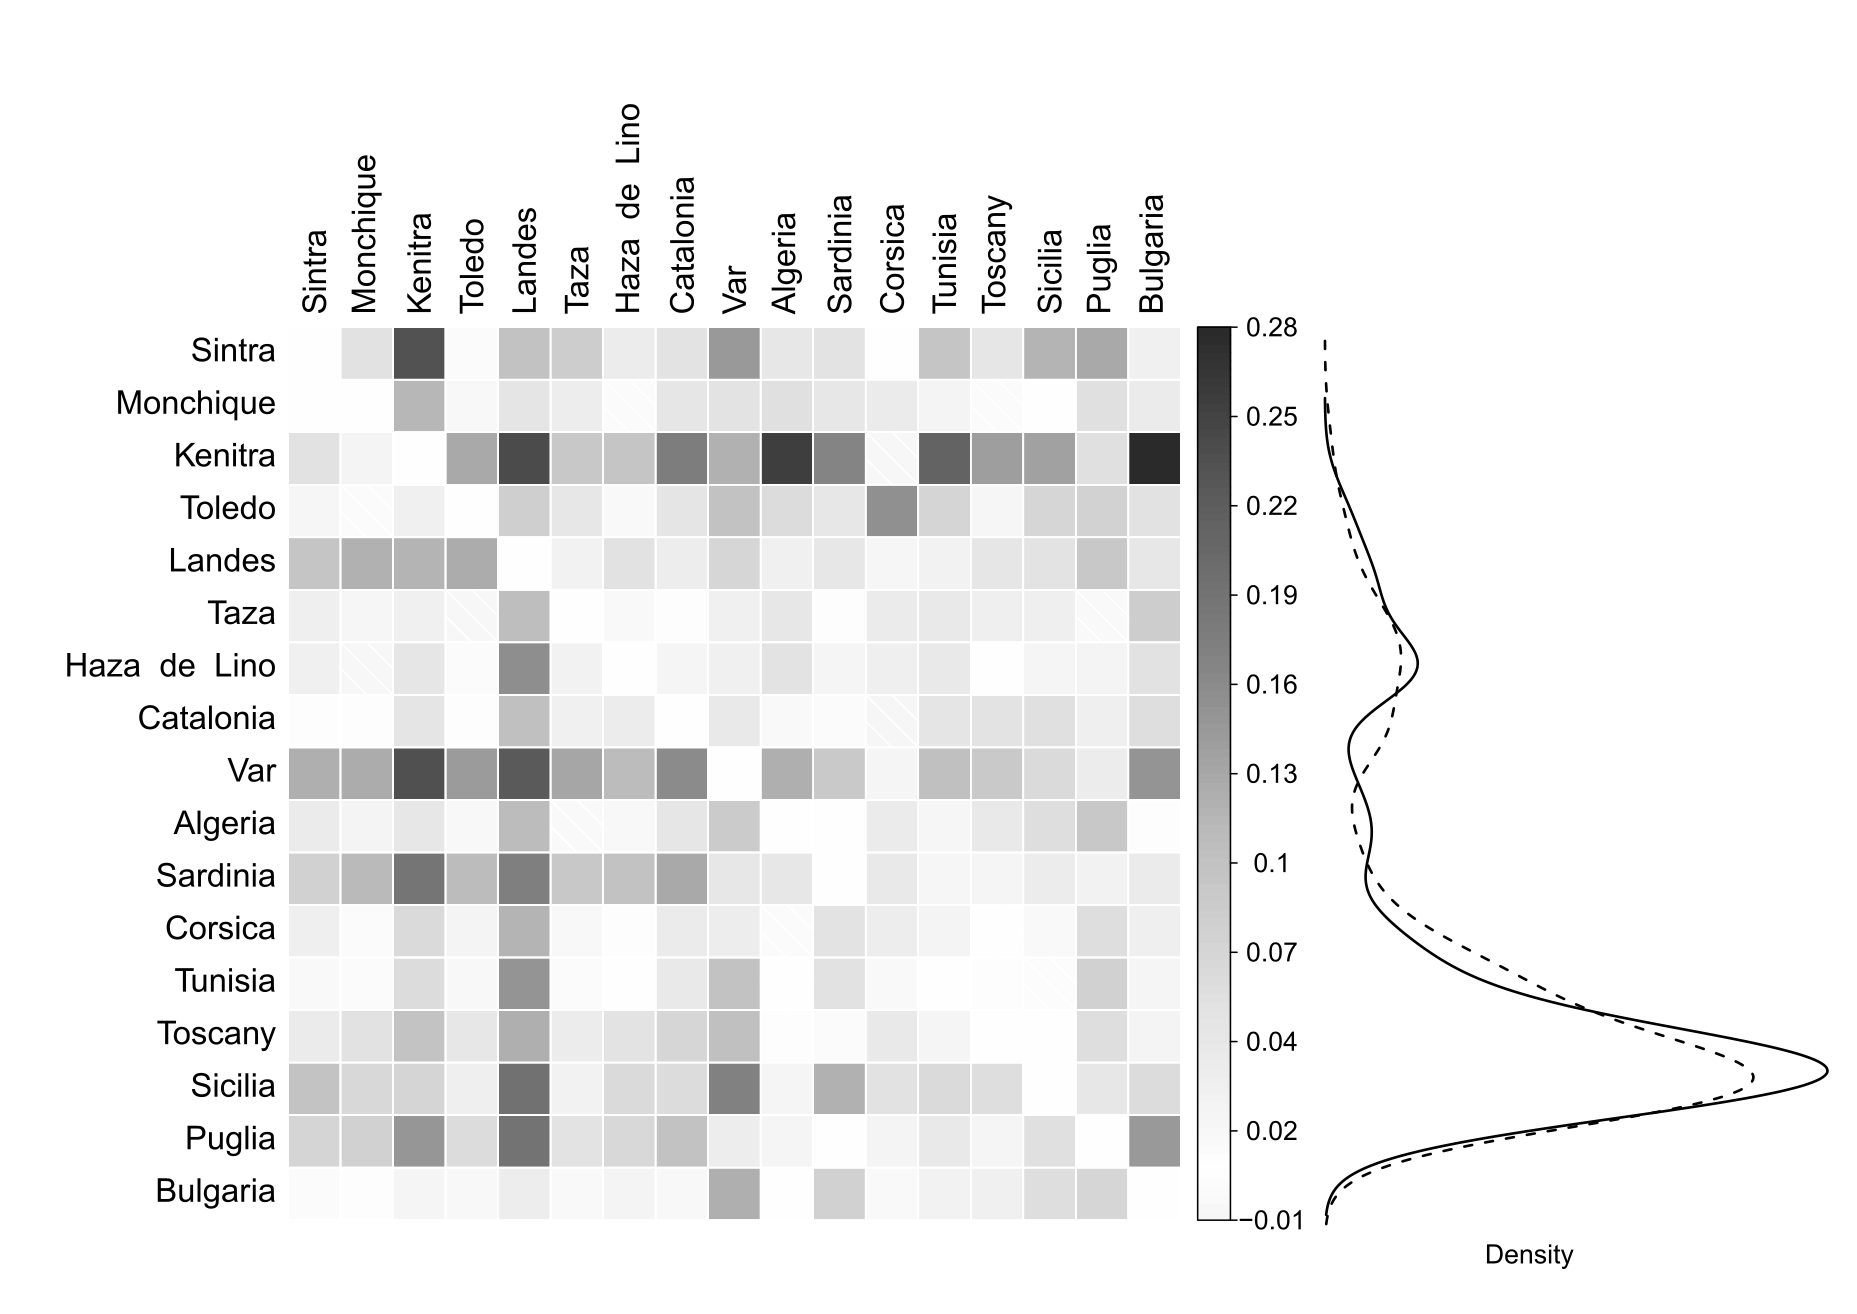 Sintra
Monchique
Kenitra
Toledo
Landes
Taza
Haza de Lino
Catalonia
Var
Algeria
Sardinia
Corsica
Tunisia
Toscany
Sicilia
Puglia
Bulgaria
Sintra
Monchique
Kenitra
Toledo
Landes
Taza
Haza de Lino
Catalonia
Var
Algeria
Sardinia
Corsica
Tunisia
Toscany
Sicilia
Puglia
Bulgaria
0.28
0.25
0.22
0.19
0.16
0.13
0.1
0.07
0.04
0.02
−0.01
Density